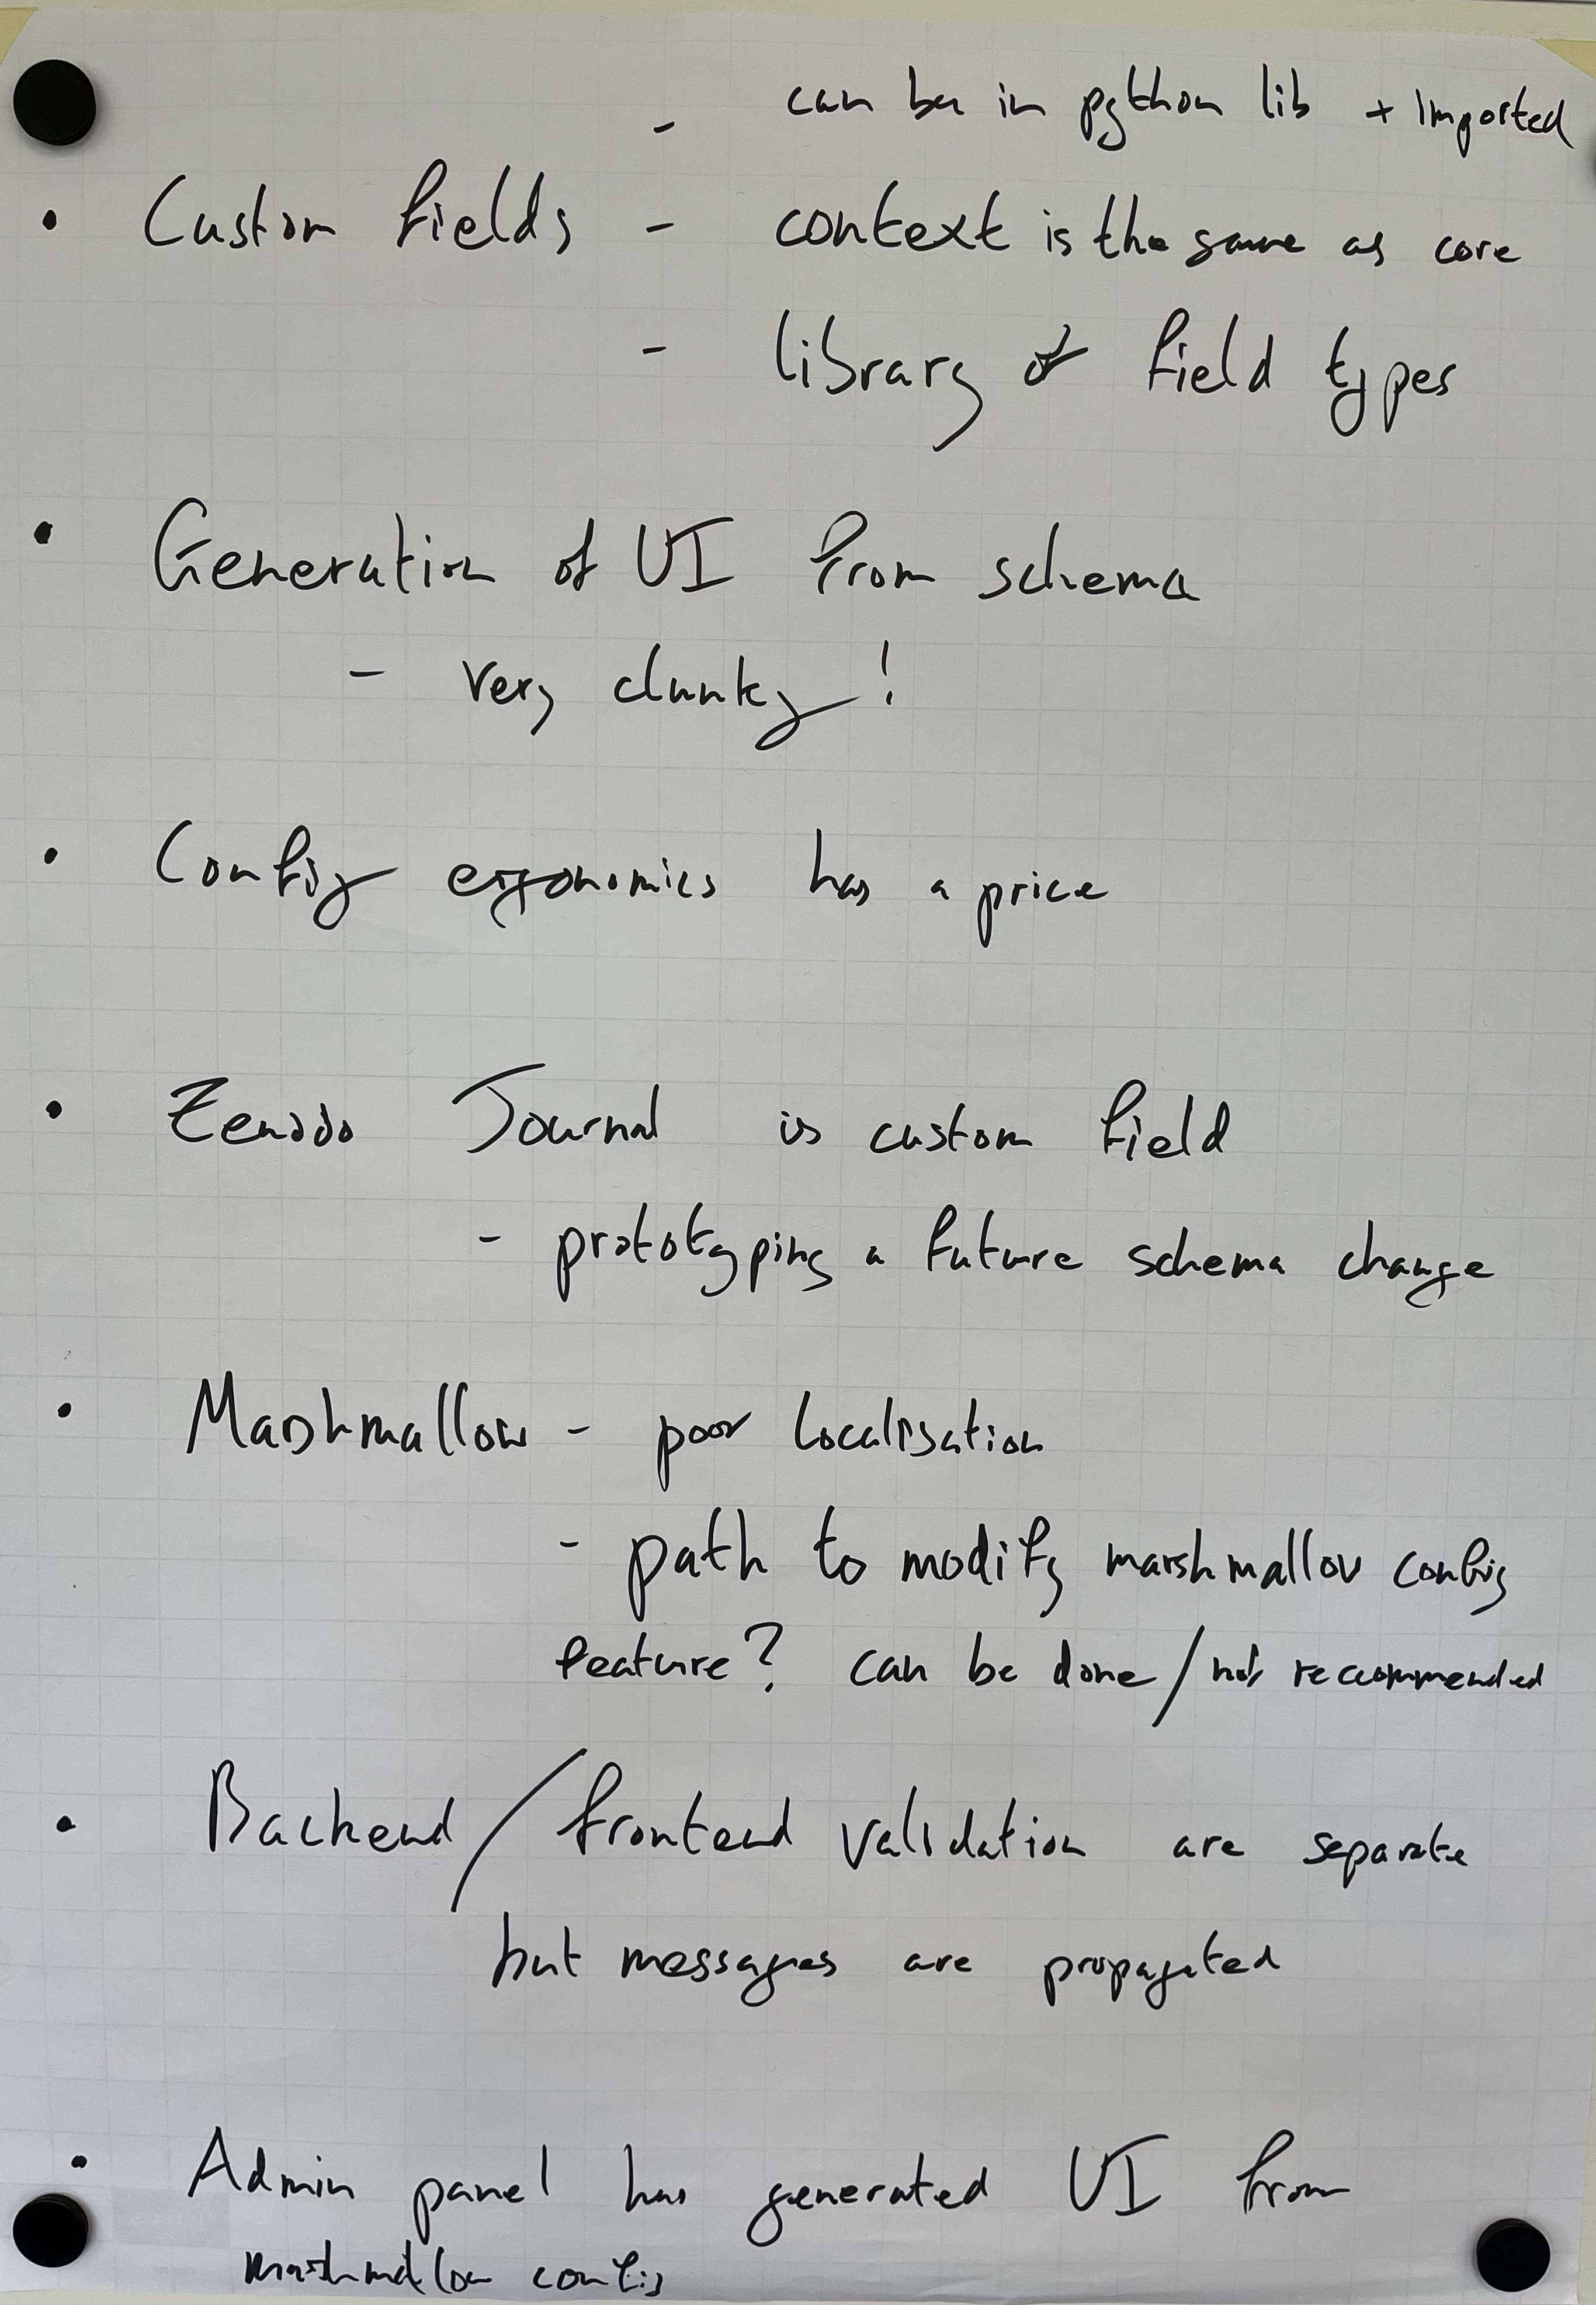 - can be in python lib + imported
• Custom fields - context is the same as core
- library of field types
• Generation of UI from schema
- very clunky!
• Config ergonomics has a price
• Zenodo Journal is custom field
- prototyping a future schema change
• Marshmallow - poor localisation
- path to modify marshmallow config
feature? can be done / not reccommended
• Backend / frontend validation are separate
but messages are propagated
• Admin panel has generated UI from
marshmallow config